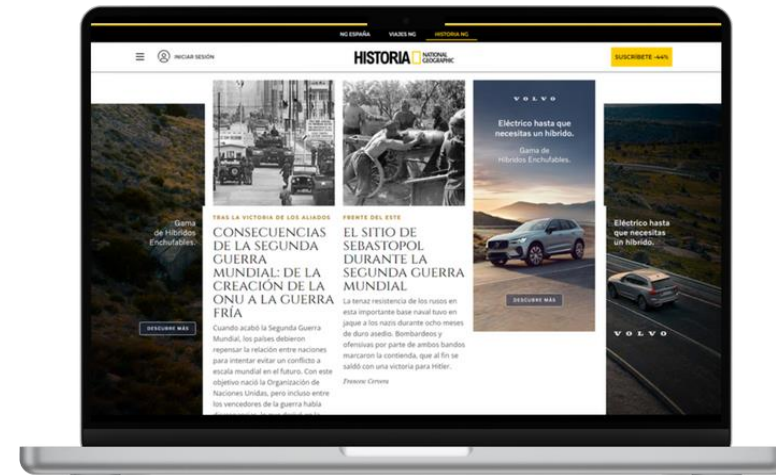 NG ESPAÑA VIAJES NG HISTORIA NG
INICIAR SESIÓN
HISTORIA NATIONAL
GEOGRAPHIC
SUSCRÍBETE -44%
Gama
de Híbridos
Enchufables.
DESCUBRE MÁS
TRAS LA VICTORIA DE LOS ALIADOS
CONSECUENCIAS
DE LA SEGUNDA
GUERRA
MUNDIAL: DE LA
CREACIÓN DE LA
ONU A LA GUERRA
FRÍA
Cuando acabó la Segunda Guerra
Mundial, los países debieron
repensar la relación entre naciones
para intentar evitar un conflicto a
escala mundial en el futuro. Con este
objetivo nació la Organización de
Naciones Unidas, pero incluso entre
los vencedores de la guerra había
FRENTE DEL ESTE
EL SITIO DE
SEBASTOPOL
DURANTE LA
SEGUNDA GUERRA
MUNDIAL
La tenaz resistencia de los rusos en
esta importante base naval tuvo en
jaque a los nazis durante ocho meses
de duro asedio. Bombardeos y
ofensivas por parte de ambos bandos
marcaron la contienda, que al fin se
saldó con una victoria para Hitler.
Francesc Cervera
VOLVO
Eléctrico hasta que
necesitas un híbrido.
Gama de
Híbridos Enchufables.
DESCUBRE MÁS
Eléctrico hasta
que necesitas
un híbrido.
VOLVO